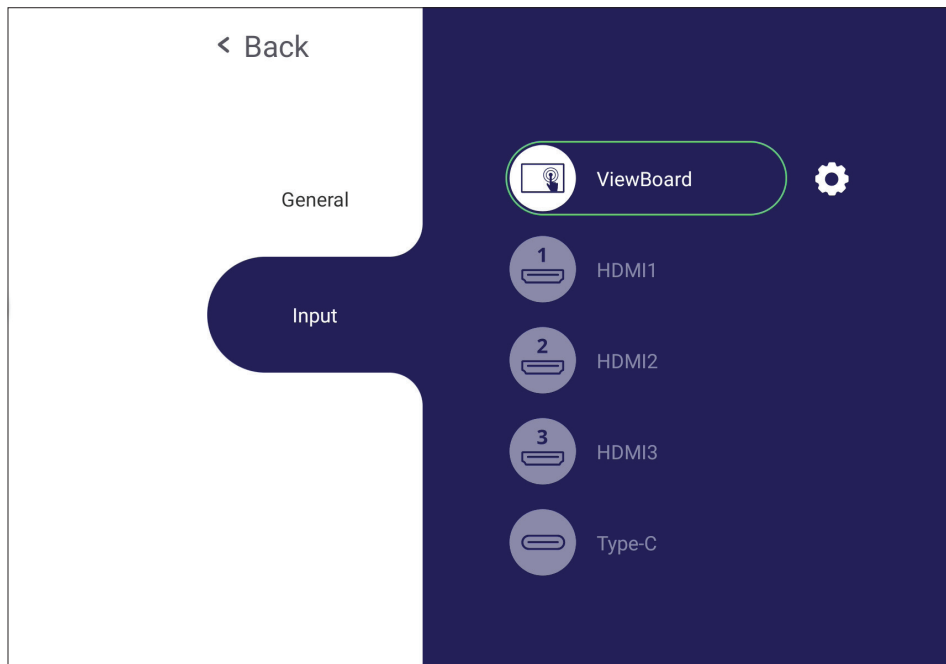 < Back
General
Input
ViewBoard
1
HDMI1
2
HDMI2
3
HDMI3
Type-C